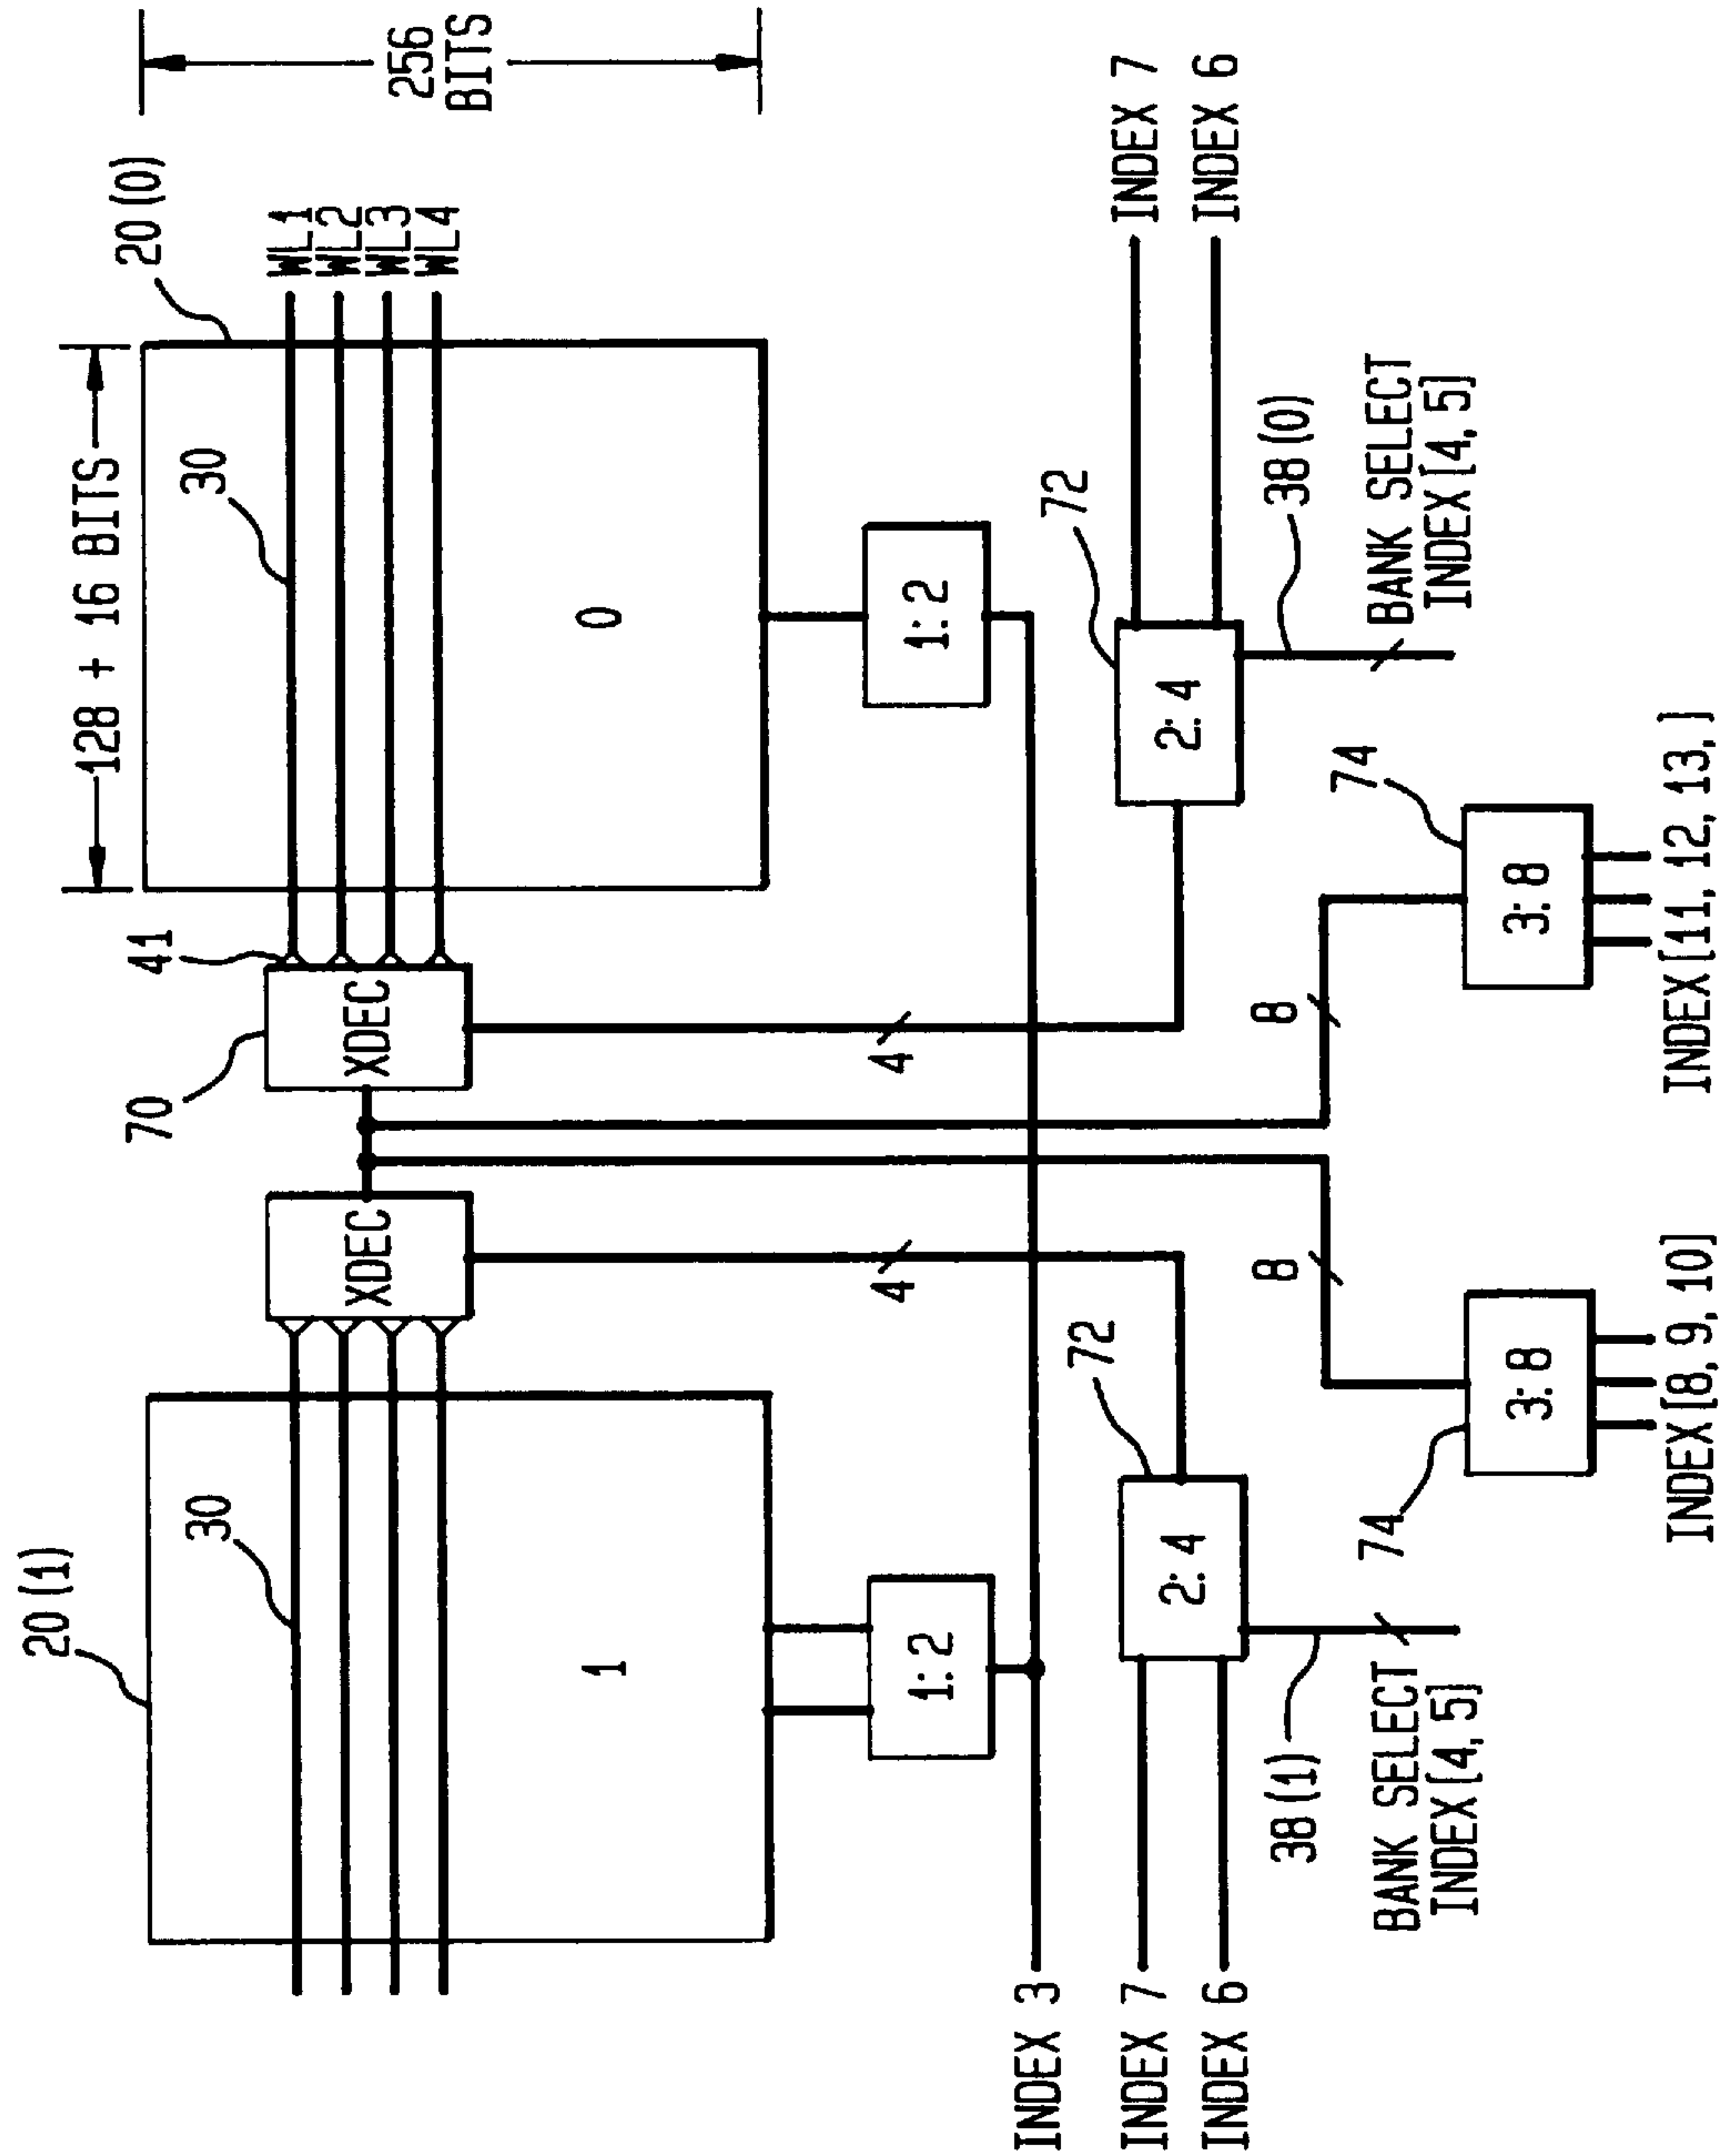 20(1)
128 + 16 BITS
20(0)
70
41
30
30
WL1
WL2
WL3
WL4
XDEC
XDEC
256
BITS
1
0
1:2
1:2
4
4
INDEX 3
72
72
INDEX 7
INDEX 7
2:4
2:4
INDEX 6
INDEX 6
8
8
38(1)
38(0)
74
74
BANK SELECT
INDEX[4, 5]
BANK SELECT
INDEX[4, 5]
3:8
3:8
INDEX[8, 9, 10]
INDEX[11, 12, 13,]